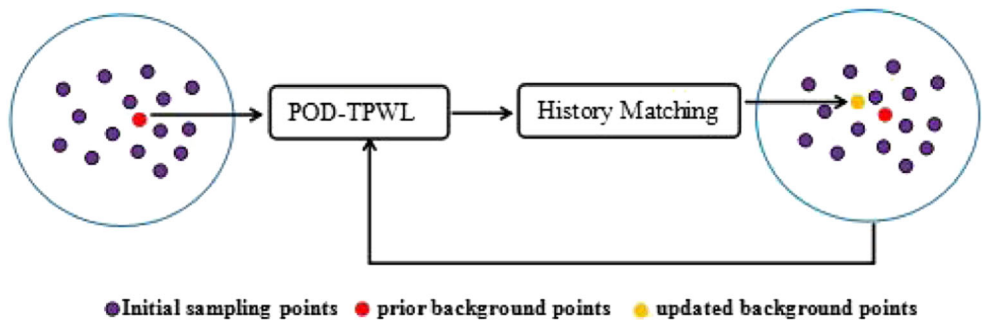 POD-TPWL
History Matching
Initial sampling points prior background points updated background points